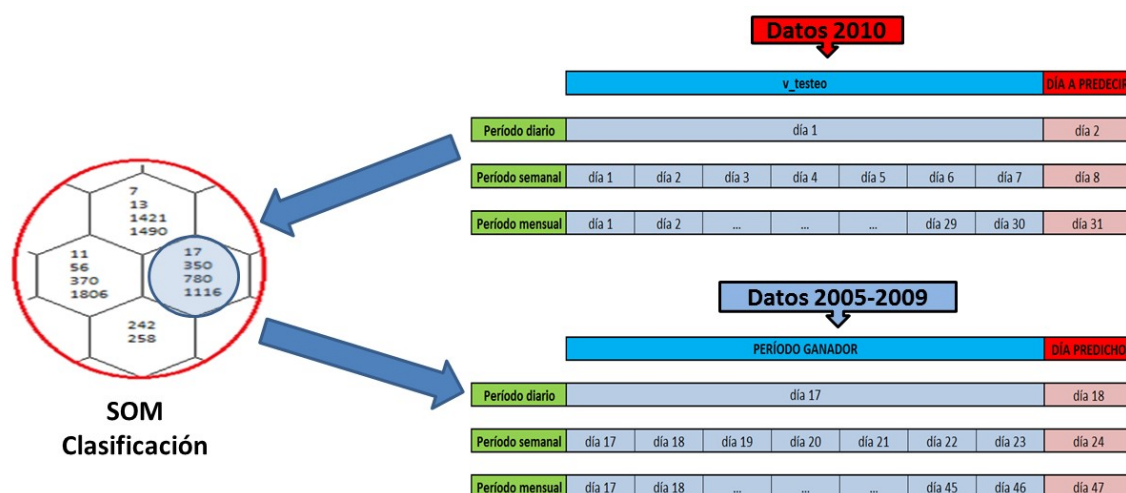 Datos 2010
v_testeo DÍA A PREDECIR
Período diario día 1 día 2
Período semanal día 1 día 2 día 3 día 4 día 5 día 6 día 7 día 8
Período mensual día 1 día 2 ... ... ... día 29 día 30 día 31
7
13
1421
1490
11
56
370
1806
17
350
780
1116
242
258
SOM
Clasificación
Datos 2005-2009
PERÍODO GANADOR DÍA PREDICHO
Período diario día 17 día 18
Período semanal día 17 día 18 día 19 día 20 día 21 día 22 día 23 día 24
Período mensual día 17 día 18 ... ... ... día 45 día 46 día 47